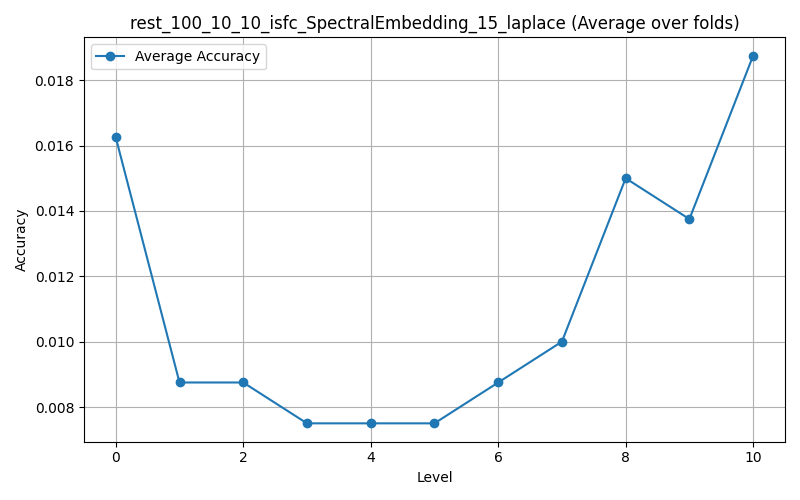 rest_100_10_10_isfc_SpectralEmbedding_15_laplace (Average over folds)
Average Accuracy
0.018
0.016
0.014
0.012
0.010
0.008
Accuracy
0 2 4 6 8 10
Level